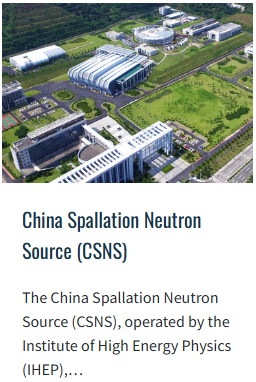 China Spallation Neutron
Source (CSNS)
The China Spallation Neutron
Source (CSNS), operated by the
Institute of High Energy Physics
(IHEP),…